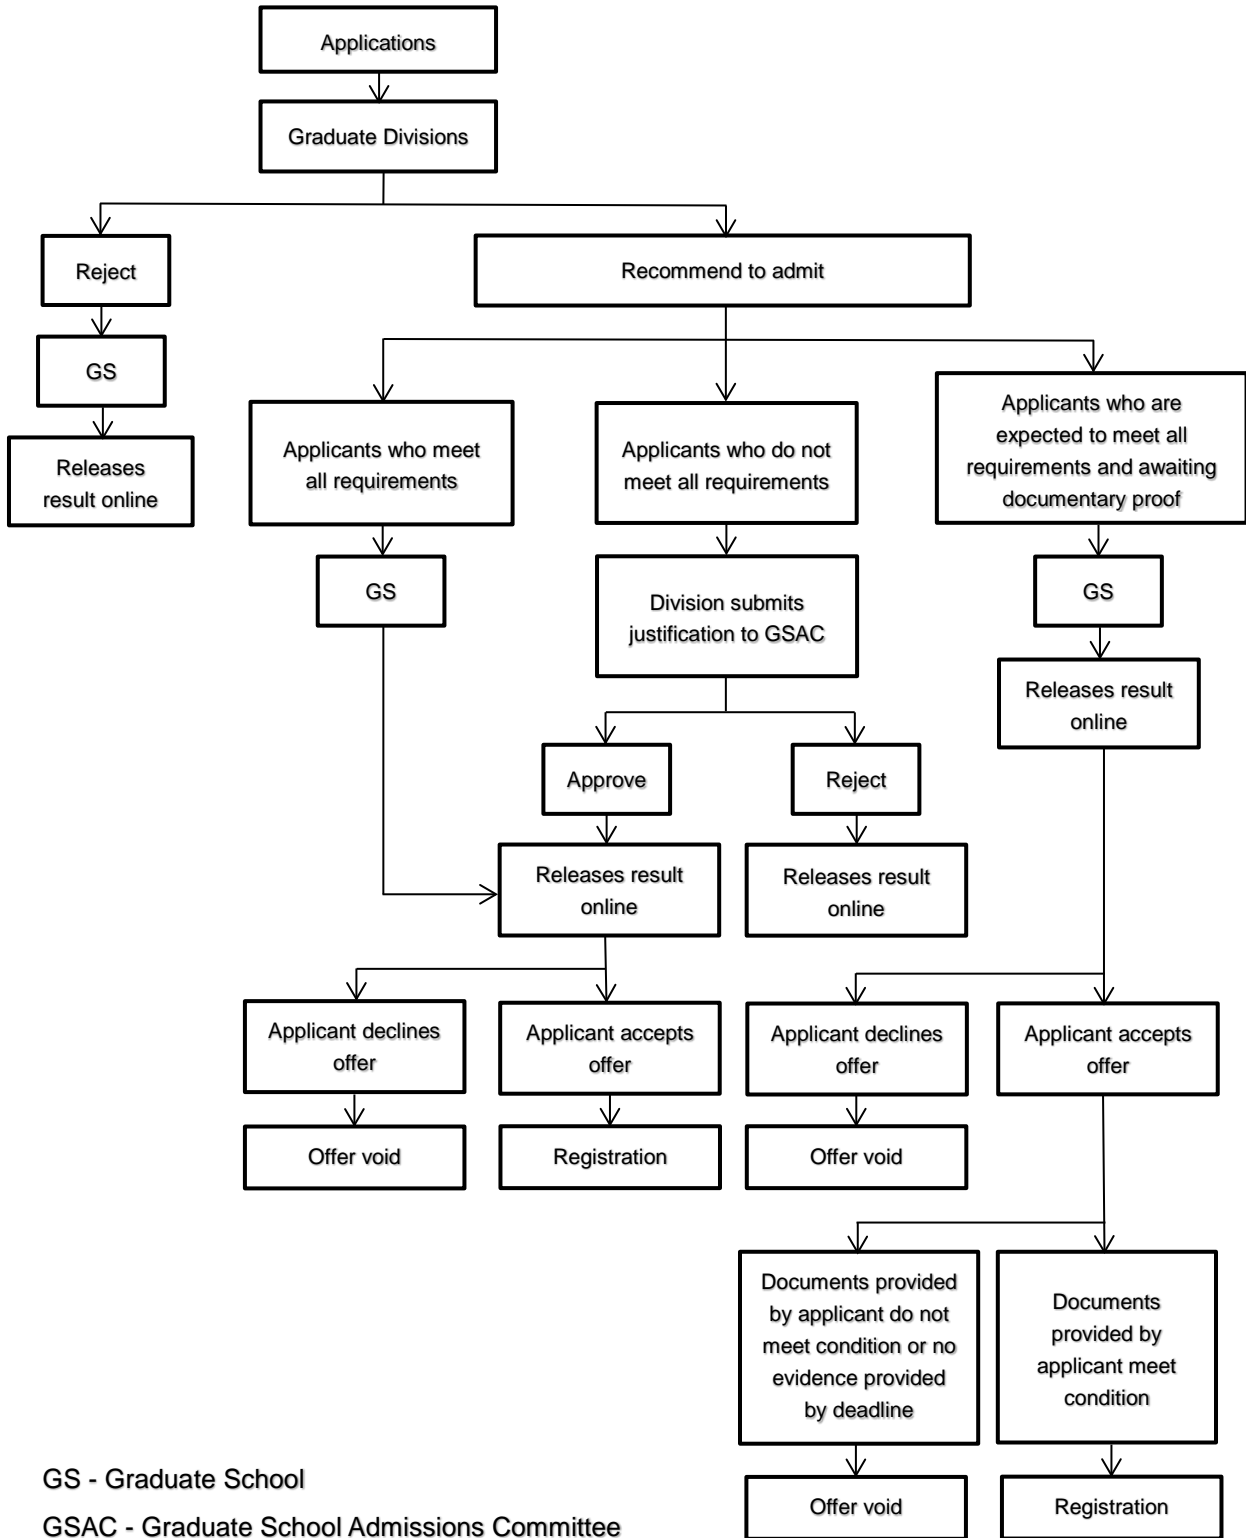 Applications
Graduate Divisions
Reject
Recommend to admit
GS
Releases
result online
Applicants who meet
all requirements
Applicants who do not
meet all requirements
Applicants who are
expected to meet all
requirements and awaiting
documentary proof
GS
Division submits
justification to GSAC
GS
Releases result
online
Approve
Reject
Releases result
online
Releases result
online
Applicant declines
offer
Applicant accepts
offer
Applicant declines
offer
Applicant accepts
offer
Offer void
Registration
Offer void
Documents provided
by applicant do not
meet condition or no
evidence provided
by deadline
Documents
provided by
applicant meet
condition
Offer void
Registration
GS - Graduate School
GSAC - Graduate School Admissions Committee